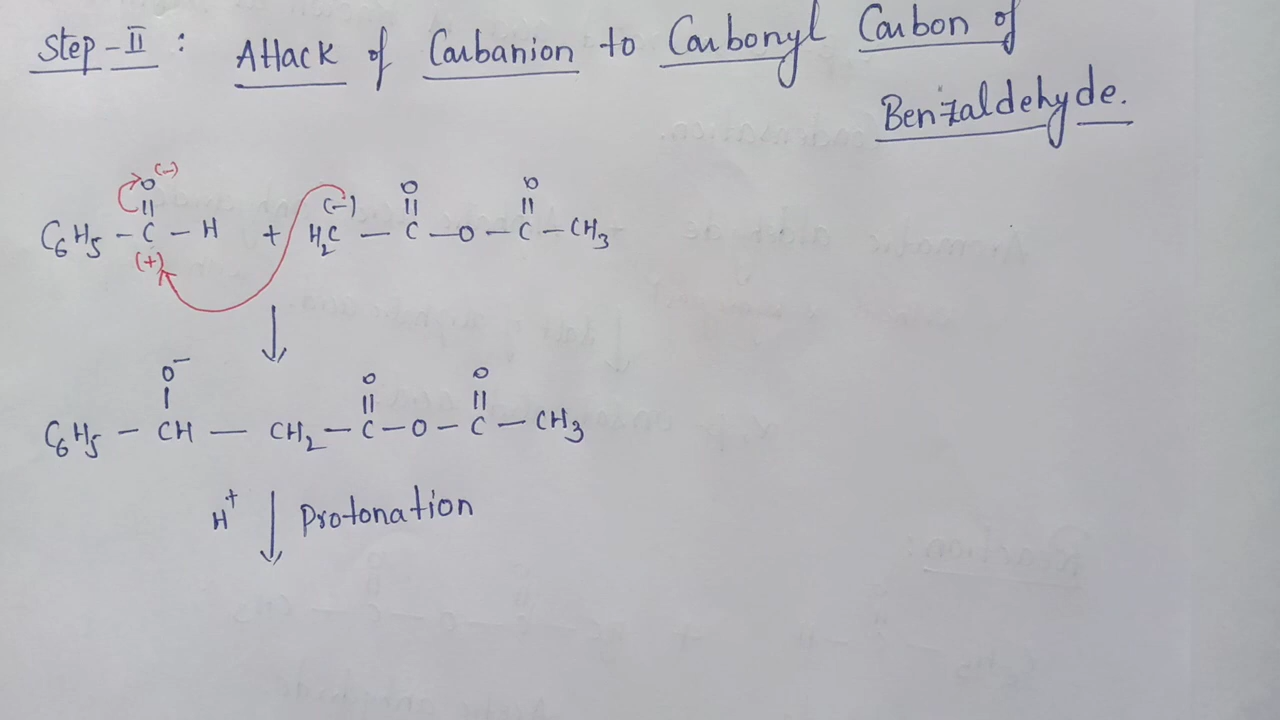 Step-II : Attack of Carbanion to Carbonyl Carbon of
Benzaldehyde.
O(-) (-) O O
|| || ||
C6H5 - C - H + H2C - C - O - C - CH3
(+)
↓
O- O O
| || ||
C6H5 - CH - CH2 - C - O - C - CH3
H+ ↓ Protonation